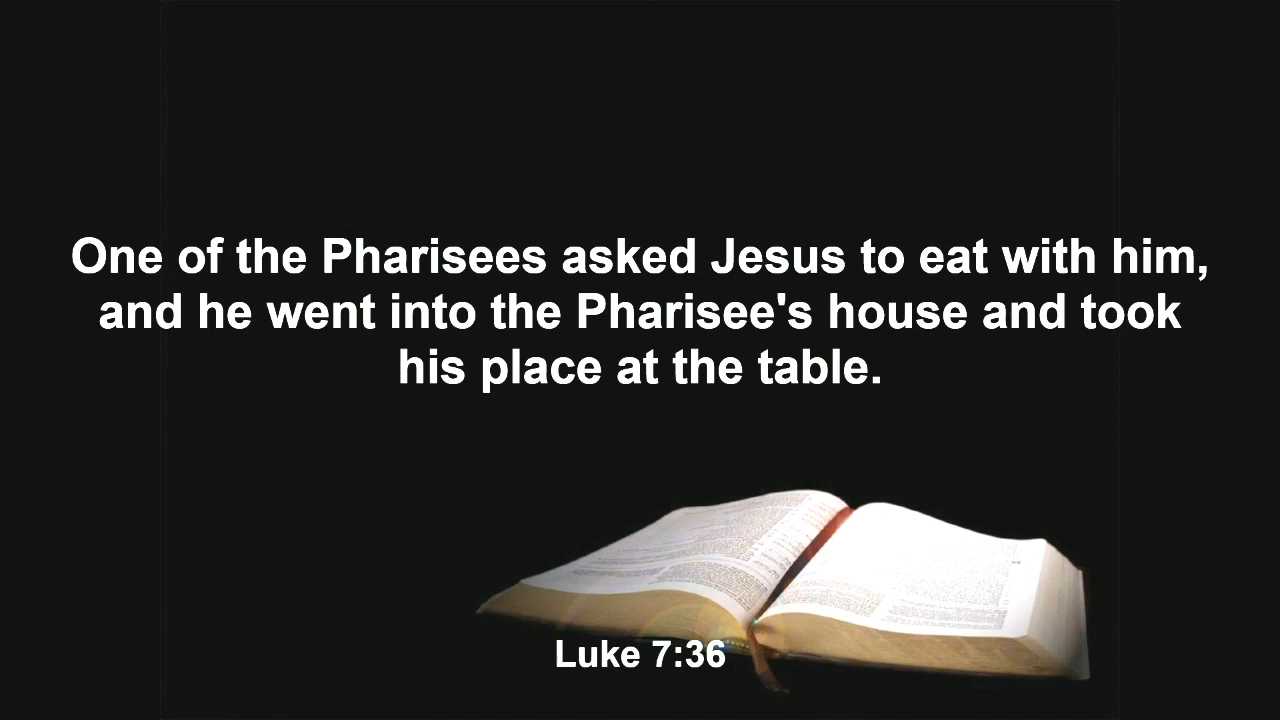 One of the Pharisees asked Jesus to eat with him,
and he went into the Pharisee's house and took
his place at the table.
Luke 7:36